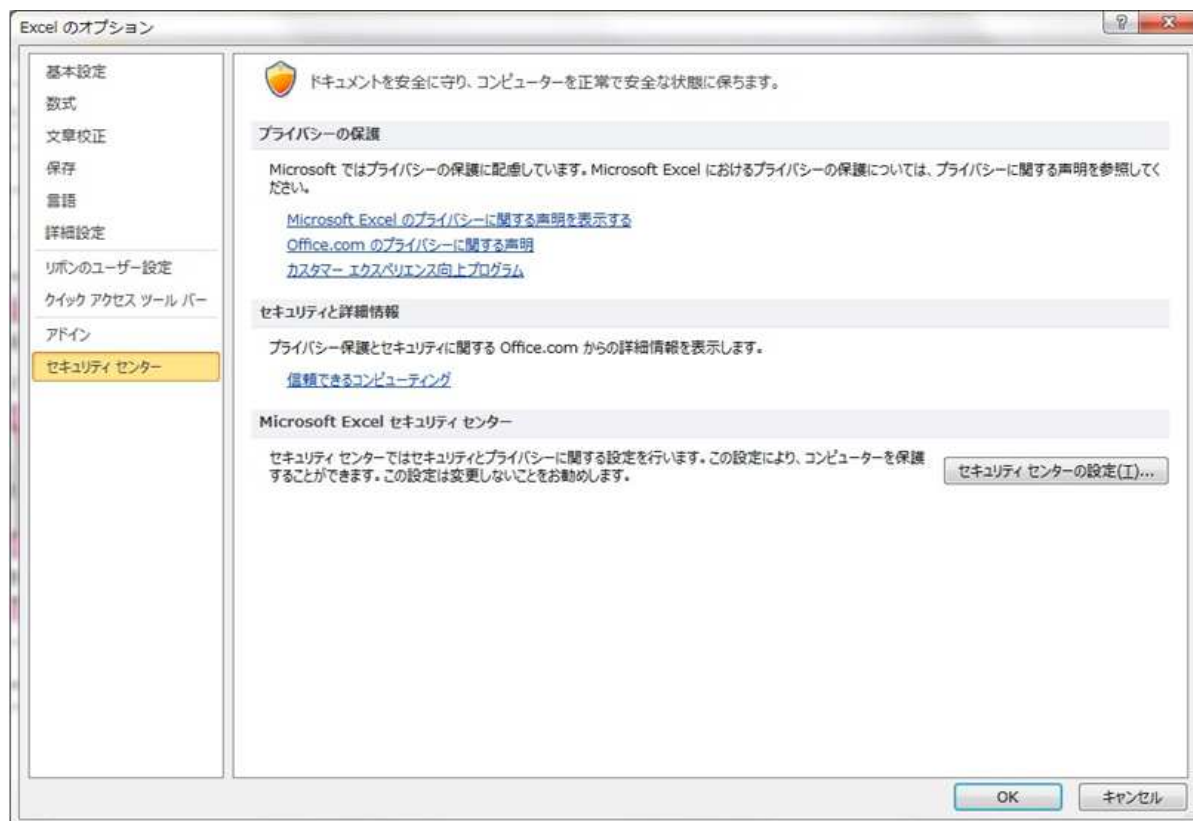 Excel のオプション
基本設定
数式
文章校正
保存
言語
詳細設定
リボンのユーザー設定
クイック アクセス ツール バー
アドイン
セキュリティ センター
ドキュメントを安全に守り、コンピューターを正常で安全な状態に保ちます。
プライバシーの保護
Microsoft ではプライバシーの保護に配慮しています。Microsoft Excel におけるプライバシーの保護については、プライバシーに関する声明を参照してく
ださい。
Microsoft Excel のプライバシーに関する声明を表示する
Office.com のプライバシーに関する声明
カスタマー エクスペリエンス向上プログラム
セキュリティと詳細情報
プライバシー保護とセキュリティに関する Office.com からの詳細情報を表示します。
信頼できるコンピューティング
Microsoft Excel セキュリティ センター
セキュリティ センターではセキュリティとプライバシーに関する設定を行います。この設定により、コンピューターを保護
することができます。この設定は変更しないことをお勧めします。
セキュリティ センターの設定(T)...
OK
キャンセル